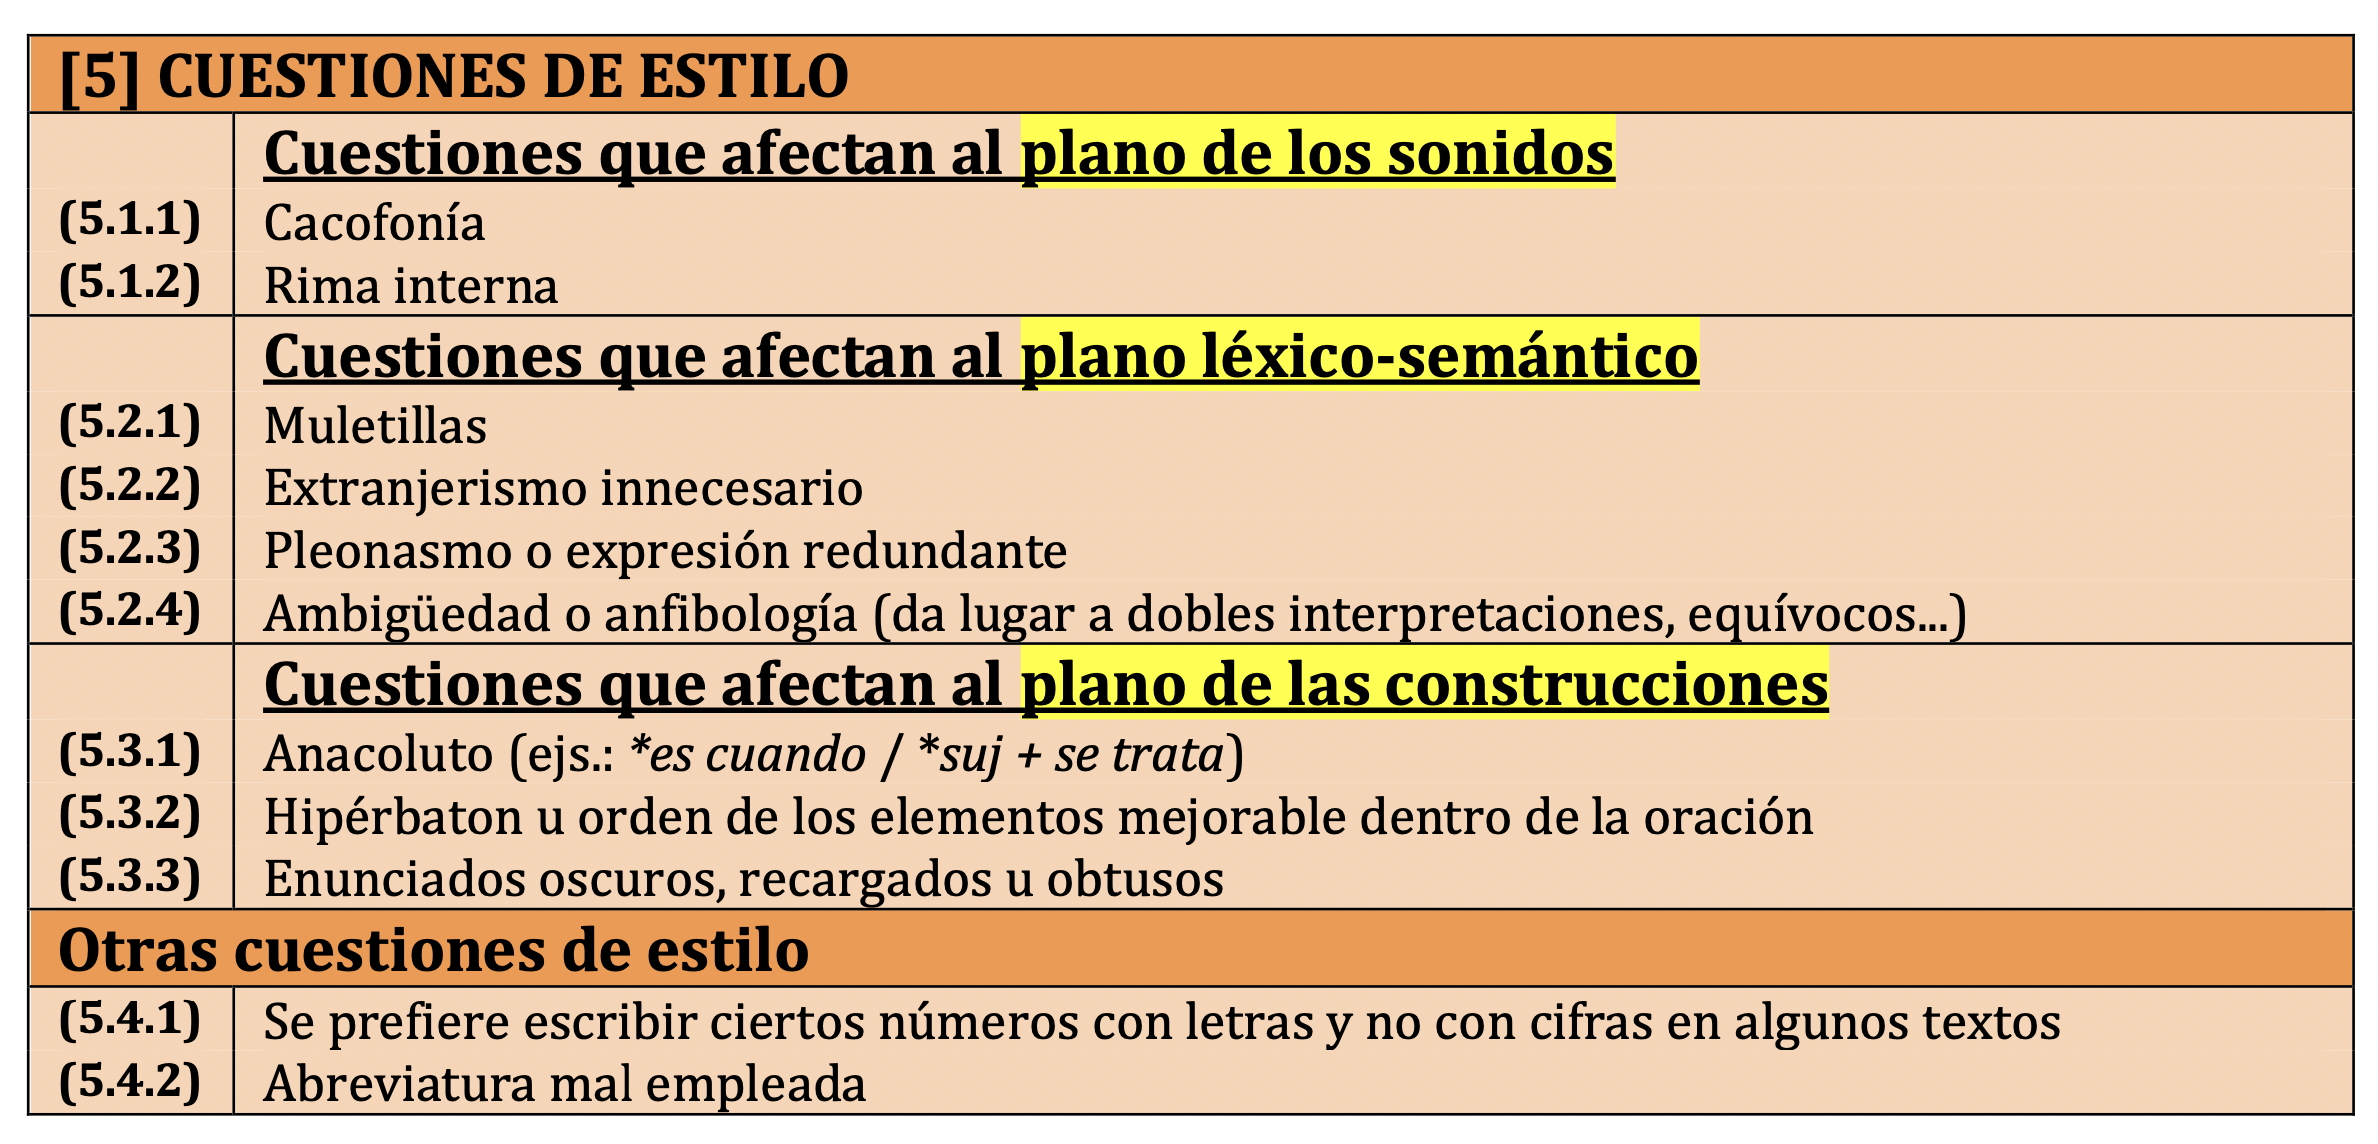 [5] CUESTIONES DE ESTILO
Cuestiones que afectan al plano de los sonidos
(5.1.1) Cacofonía
(5.1.2) Rima interna
Cuestiones que afectan al plano léxico-semántico
(5.2.1) Muletillas
(5.2.2) Extranjerismo innecesario
(5.2.3) Pleonasmo o expresión redundante
(5.2.4) Ambigüedad o anfibología (da lugar a dobles interpretaciones, equívocos...)
Cuestiones que afectan al plano de las construcciones
(5.3.1) Anacoluto (ejs.: *es cuando / *suj + se trata)
(5.3.2) Hipérbaton u orden de los elementos mejorable dentro de la oración
(5.3.3) Enunciados oscuros, recargados u obtusos
Otras cuestiones de estilo
(5.4.1) Se prefiere escribir ciertos números con letras y no con cifras en algunos textos
(5.4.2) Abreviatura mal empleada